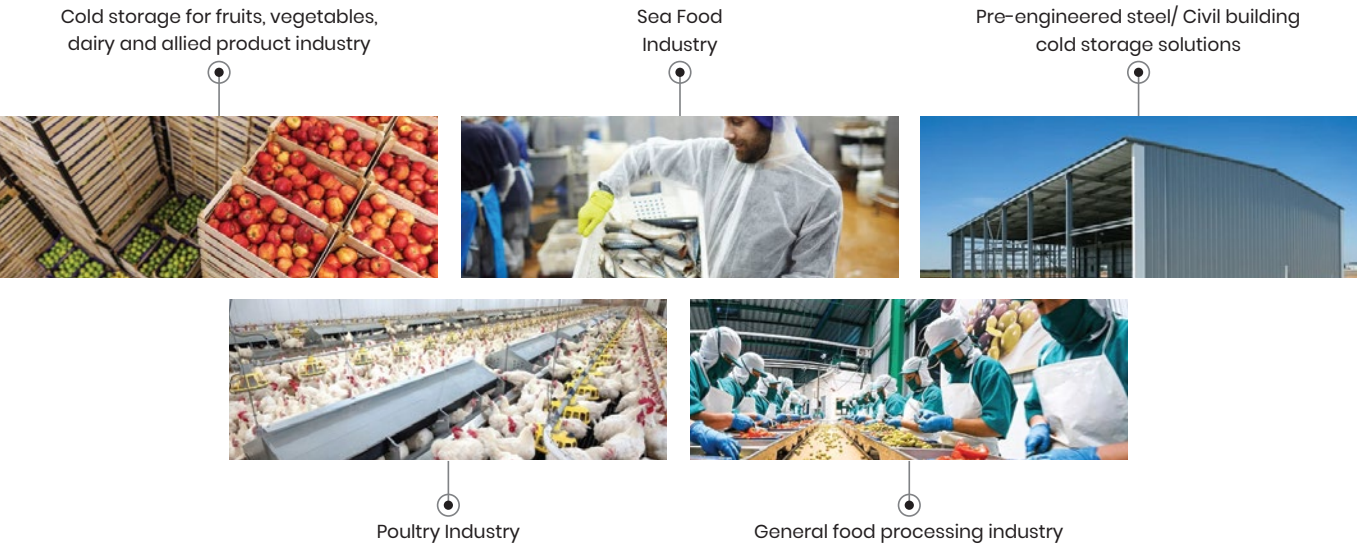 Cold storage for fruits, vegetables,
dairy and allied product industry
Sea Food
Industry
Pre-engineered steel/ Civil building
cold storage solutions
Poultry Industry
General food processing industry